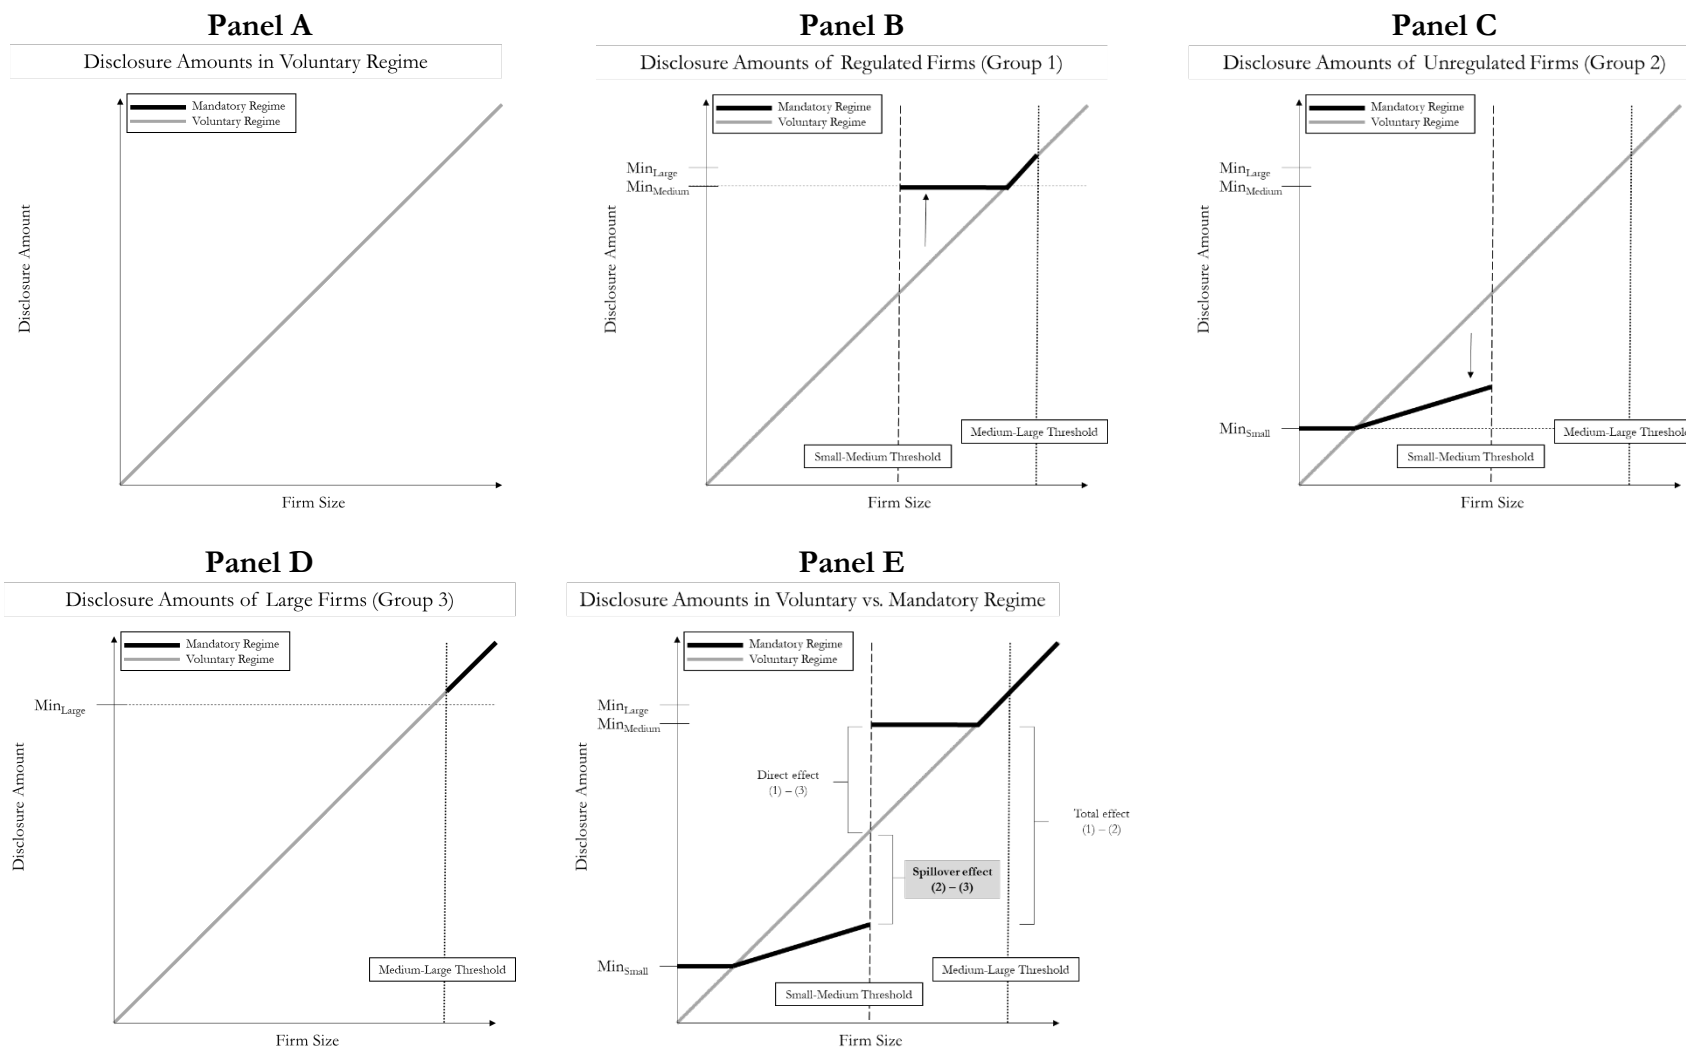 Panel A
Disclosure Amounts in Voluntary Regime
Mandatory Regime
Voluntary Regime
Disclosure Amount
Firm Size
Panel B
Disclosure Amounts of Regulated Firms (Group 1)
Mandatory Regime
Voluntary Regime
MinLarge
MinMedium
Disclosure Amount
Medium-Large Threshold
Small-Medium Threshold
Firm Size
Panel C
Disclosure Amounts of Unregulated Firms (Group 2)
Mandatory Regime
Voluntary Regime
MinLarge
MinMedium
Disclosure Amount
MinSmall
Medium-Large Threshol
Small-Medium Threshold
Firm Size
Panel D
Disclosure Amounts of Large Firms (Group 3)
Mandatory Regime
Voluntary Regime
MinLarge
Disclosure Amount
Medium-Large Threshold
Firm Size
Panel E
Disclosure Amounts in Voluntary vs. Mandatory Regime
Mandatory Regime
Voluntary Regime
MinLarge
MinMedium
Disclosure Amount
Direct effect
(1) – (3)
Total effect
(1) – (2)
Spillover effect
(2) – (3)
MinSmall
Medium-Large Threshold
Small-Medium Threshold
Firm Size